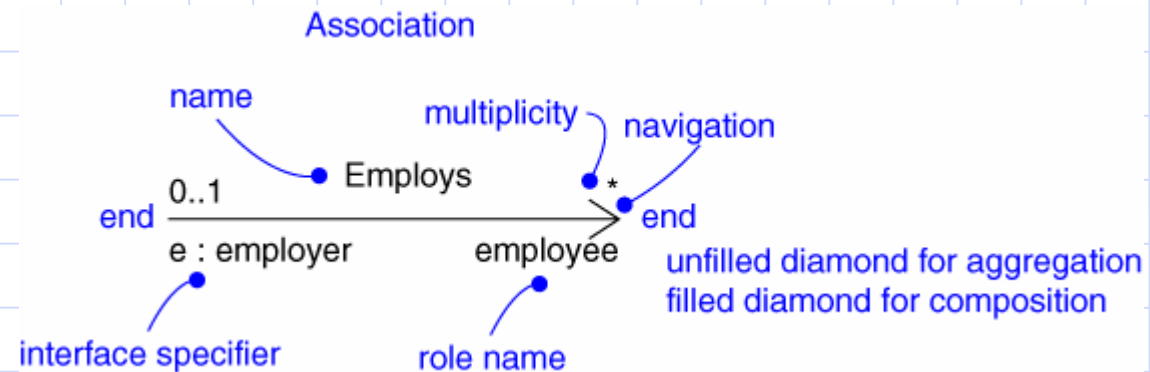 Association
name
multiplicity
navigation
Employs
0..1
*
end
end
e : employer
employee
unfilled diamond for aggregation
filled diamond for composition
interface specifier
role name